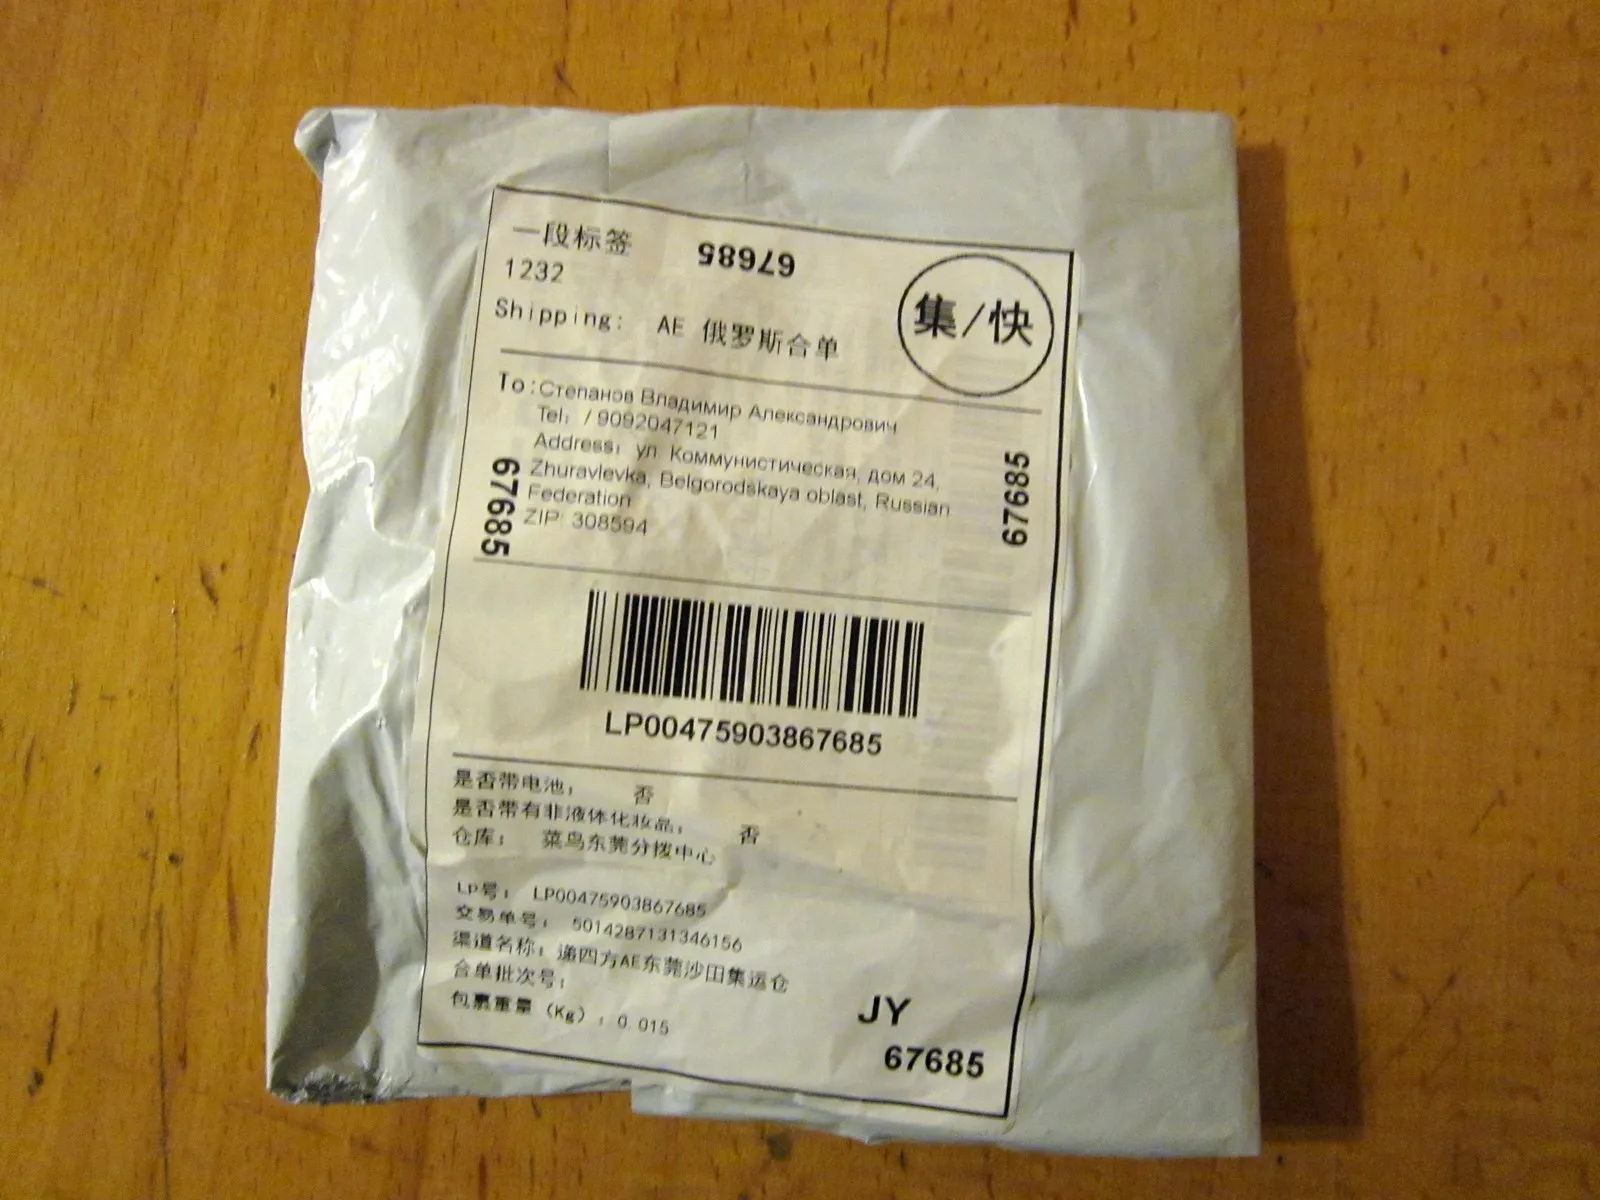 一段标签
67685
1232
集/快
Shipping: AE 俄罗斯合单
To:Степанов Владимир Александрович
Tel: / 9092047121
Address: ул Коммунистическая, дом 24,
Zhuravlevka, Belgorodskaya oblast, Russian
Federation
ZIP: 308594
67685
67685
LP00475903867685
是否带电池: 否
是否带有非液体化妆品: 否
仓库: 菜鸟东莞分拨中心
LP号: LP00475903867685
交易单号: 5014287131346156
渠道名称: 递四方AE东莞沙田集运仓
合单批次号:
包裹重量 (Kg): 0.015
JY
67685